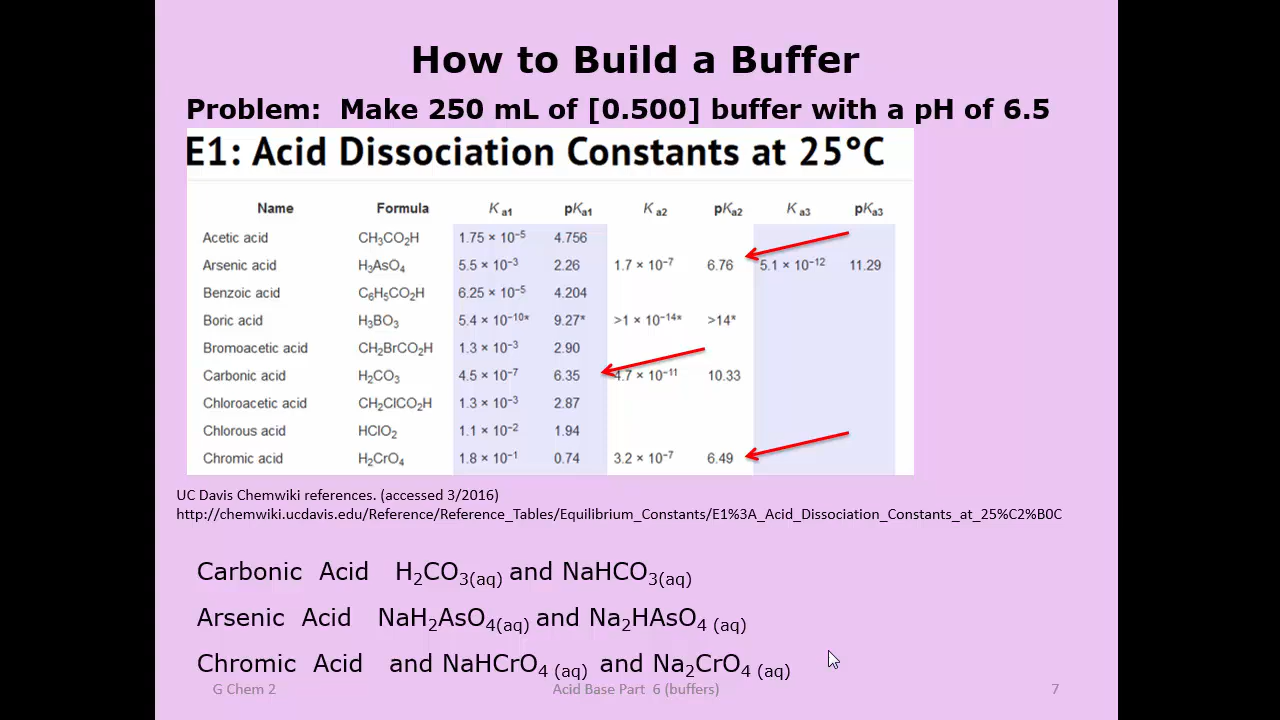 How to Build a Buffer
Problem: Make 250 mL of [0.500] buffer with a pH of 6.5
E1: Acid Dissociation Constants at 25°C
Name Formula Kₐ₁ pKₐ₁ Kₐ₂ pKₐ₂ Kₐ₃ pKₐ₃
Acetic acid CH₃CO₂H 1.75 × 10⁻⁵ 4.756
Arsenic acid H₃AsO₄ 5.5 × 10⁻³ 2.26 1.7 × 10⁻⁷ 6.76 5.1 × 10⁻¹² 11.29
Benzoic acid C₆H₅CO₂H 6.25 × 10⁻⁵ 4.204
Boric acid H₃BO₃ 5.4 × 10⁻¹⁰* 9.27* >1 × 10⁻¹⁴* >14*
Bromoacetic acid CH₂BrCO₂H 1.3 × 10⁻³ 2.90
Carbonic acid H₂CO₃ 4.5 × 10⁻⁷ 6.35 4.7 × 10⁻¹¹ 10.33
Chloroacetic acid CH₂ClCO₂H 1.3 × 10⁻³ 2.87
Chlorous acid HClO₂ 1.1 × 10⁻² 1.94
Chromic acid H₂CrO₄ 1.8 × 10⁻¹ 0.74 3.2 × 10⁻⁷ 6.49
UC Davis Chemwiki references. (accessed 3/2016)
http://chemwiki.ucdavis.edu/Reference/Reference_Tables/Equilibrium_Constants/E1%3A_Acid_Dissociation_Constants_at_25%C2%B0C
Carbonic Acid H₂CO₃(aq) and NaHCO₃(aq)
Arsenic Acid NaH₂AsO₄(aq) and Na₂HAsO₄ (aq)
Chromic Acid and NaHCrO₄ (aq) and Na₂CrO₄ (aq)
G Chem 2 Acid Base Part 6 (buffers) 7